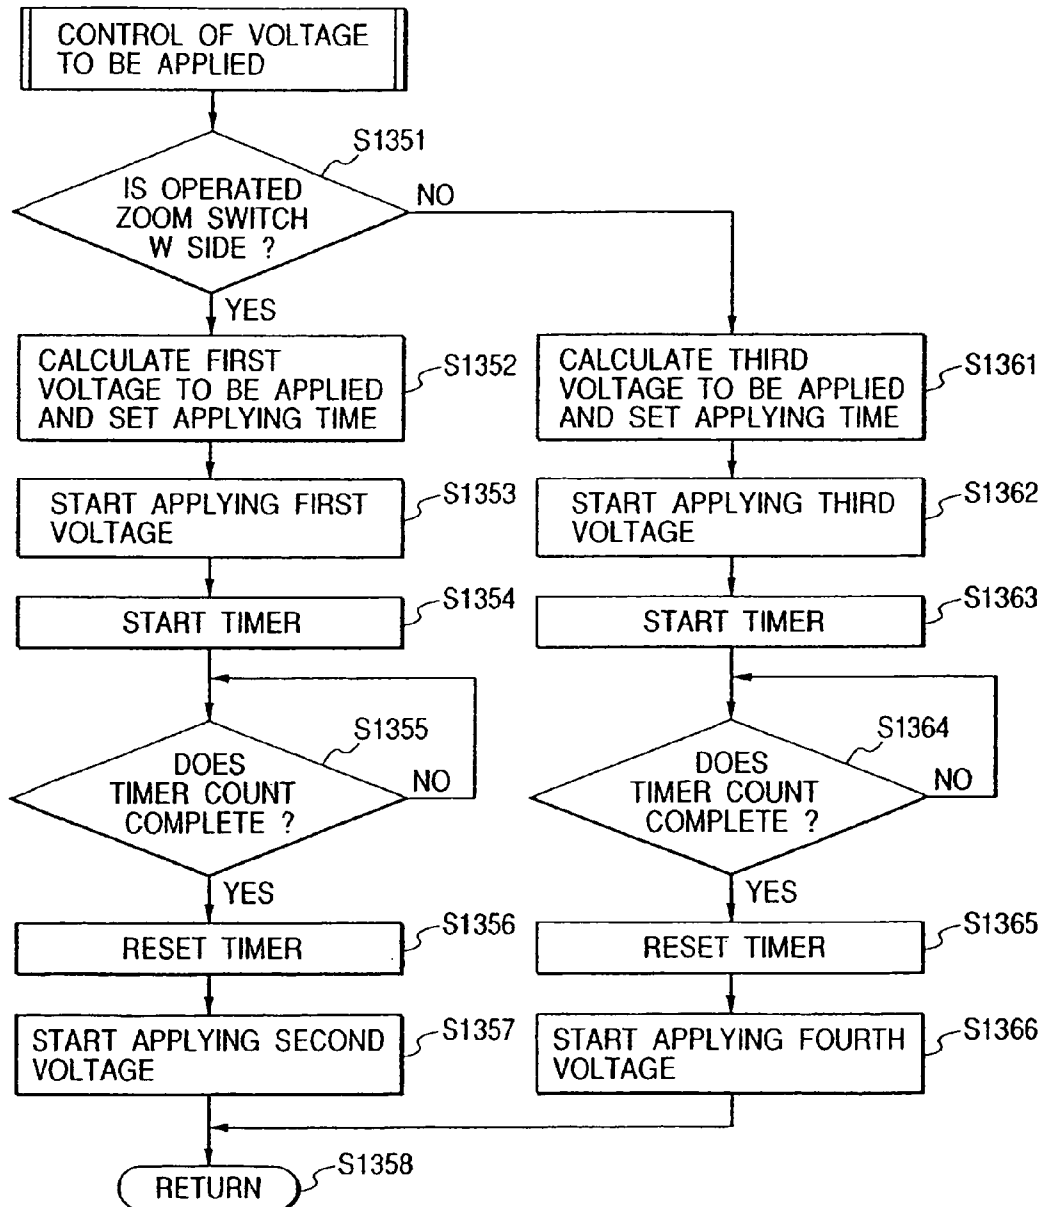 CONTROL OF VOLTAGE
TO BE APPLIED
S1351
IS OPERATED
ZOOM SWITCH
W SIDE ?
NO
YES
CALCULATE FIRST
VOLTAGE TO BE APPLIED
AND SET APPLYING TIME
S1352
START APPLYING FIRST
VOLTAGE
S1353
START TIMER
S1354
S1355
DOES
TIMER COUNT
COMPLETE ?
NO
YES
RESET TIMER
S1356
START APPLYING SECOND
VOLTAGE
S1357
CALCULATE THIRD
VOLTAGE TO BE APPLIED
AND SET APPLYING TIME
S1361
START APPLYING THIRD
VOLTAGE
S1362
START TIMER
S1363
S1364
DOES
TIMER COUNT
COMPLETE ?
NO
YES
RESET TIMER
S1365
START APPLYING FOURTH
VOLTAGE
S1366
RETURN
S1358